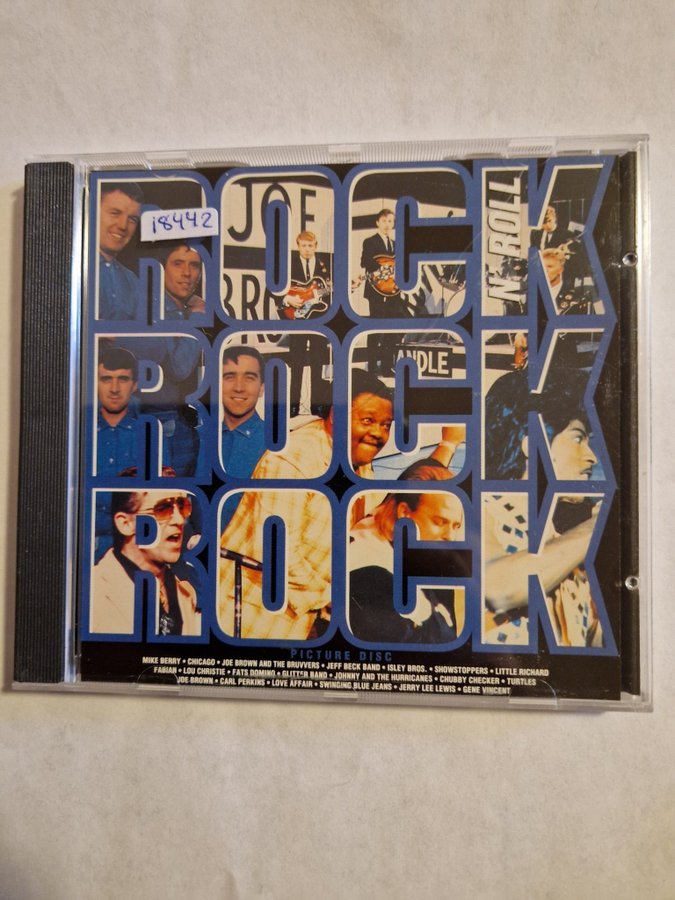 ROCK
18442
JOE
BRO
N·ROLL
ROCK
ANDLE
ROCK
PICTURE DISC
MIKE BERRY • CHICAGO • JOE BROWN AND THE BRUVVERS • JEFF BECK BAND • ISLEY BROS. • SHOWSTOPPERS • LITTLE RICHARD
FABIAN • LOU CHRISTIE • FATS DOMINO • GLITTER BAND • JOHNNY AND THE HURRICANES • CHUBBY CHECKER • TURTLES
JOE BROWN • CARL PERKINS • LOVE AFFAIR • SWINGING BLUE JEANS • JERRY LEE LEWIS • GENE VINCENT